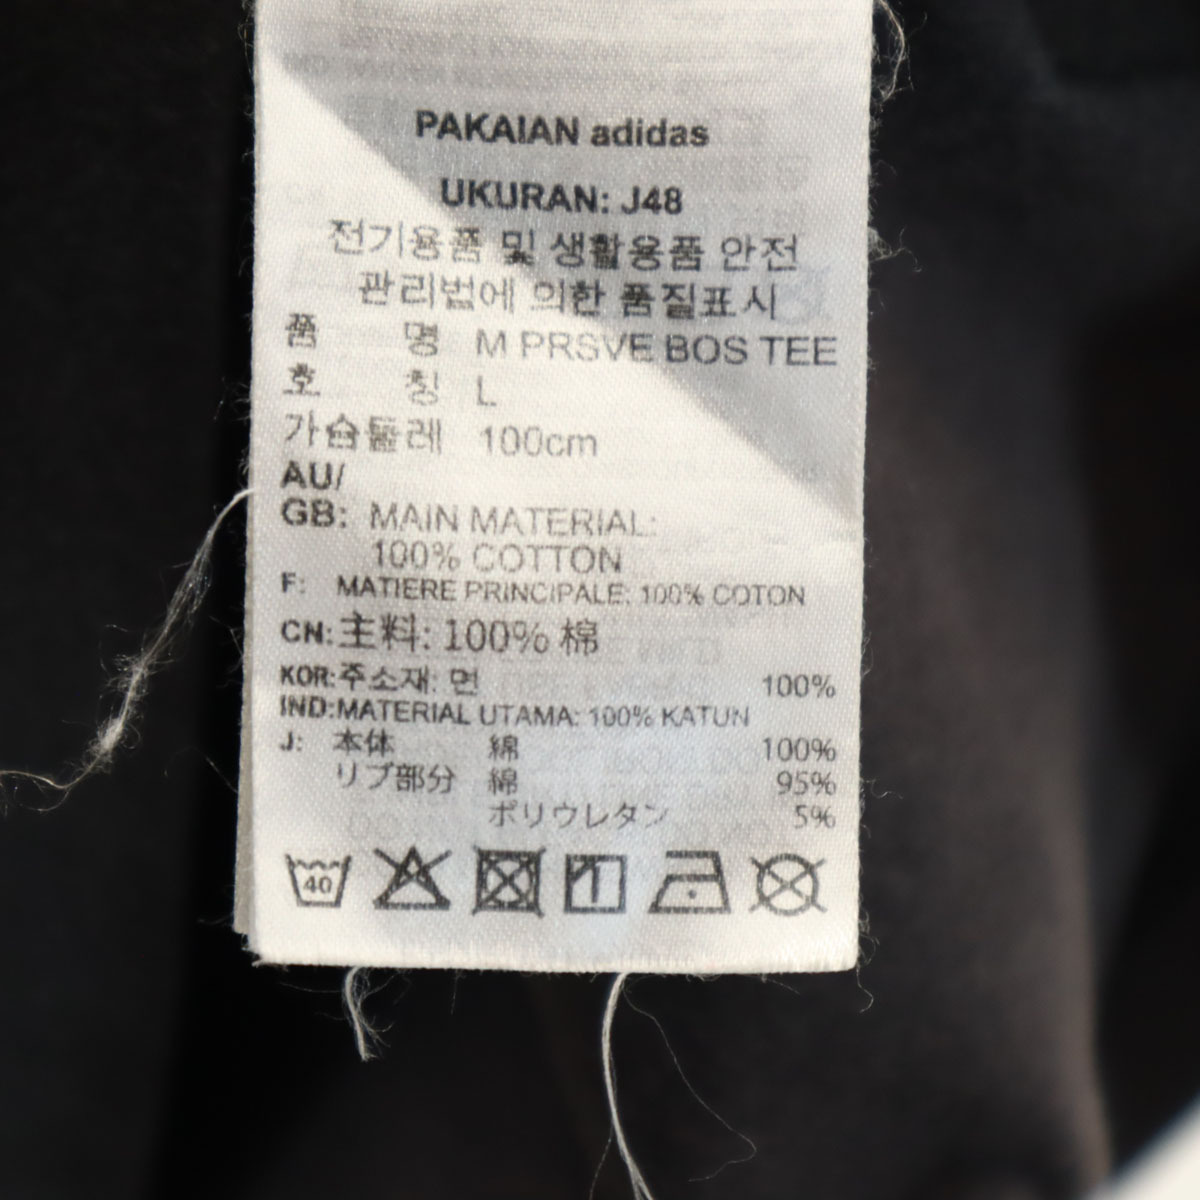 PAKAIAN adidas
UKURAN: J48
전기용품 및 생활용품 안전
관리법에 의한 품질표시
품 명 M PRSVE BOS TEE
호 칭 L
가슴둘레 100cm
AU/
GB: MAIN MATERIAL:
100% COTTON
F: MATIERE PRINCIPALE: 100% COTON
CN: 主料: 100% 棉
KOR: 주소재: 면 100%
IND: MATERIAL UTAMA: 100% KATUN
J: 本体 綿 100%
リブ部分 綿 95%
ポリウレタン 5%
40